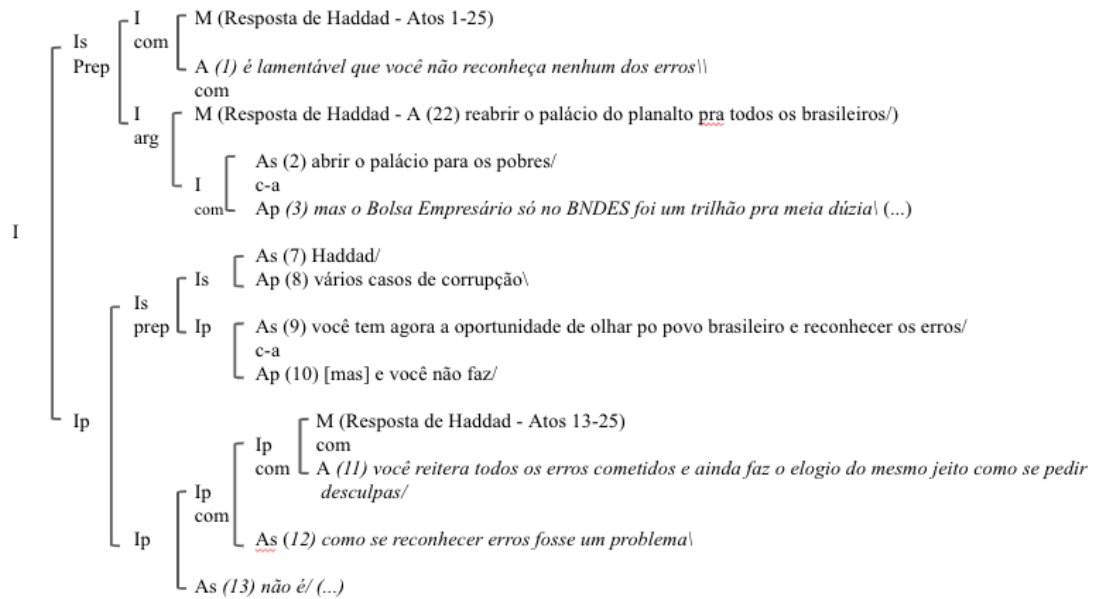 I M (Resposta de Haddad - Atos 1-25)
Is com
Prep A (1) é lamentável que você não reconheça nenhum dos erros\\
com
I M (Resposta de Haddad - A (22) reabrir o palácio do planalto pra todos os brasileiros/)
arg
As (2) abrir o palácio para os pobres/
I c-a
com Ap (3) mas o Bolsa Empresário só no BNDES foi um trilhão pra meia dúzia\ (...)
I
As (7) Haddad/
Is Ap (8) vários casos de corrupção\
Is
prep Ip As (9) você tem agora a oportunidade de olhar po povo brasileiro e reconhecer os erros/
c-a
Ap (10) [mas] e você não faz/
Ip M (Resposta de Haddad - Atos 13-25)
Ip com
com A (11) você reitera todos os erros cometidos e ainda faz o elogio do mesmo jeito como se pedir
Ip desculpas/
com
Ip As (12) como se reconhecer erros fosse um problema\
As (13) não é/ (...)